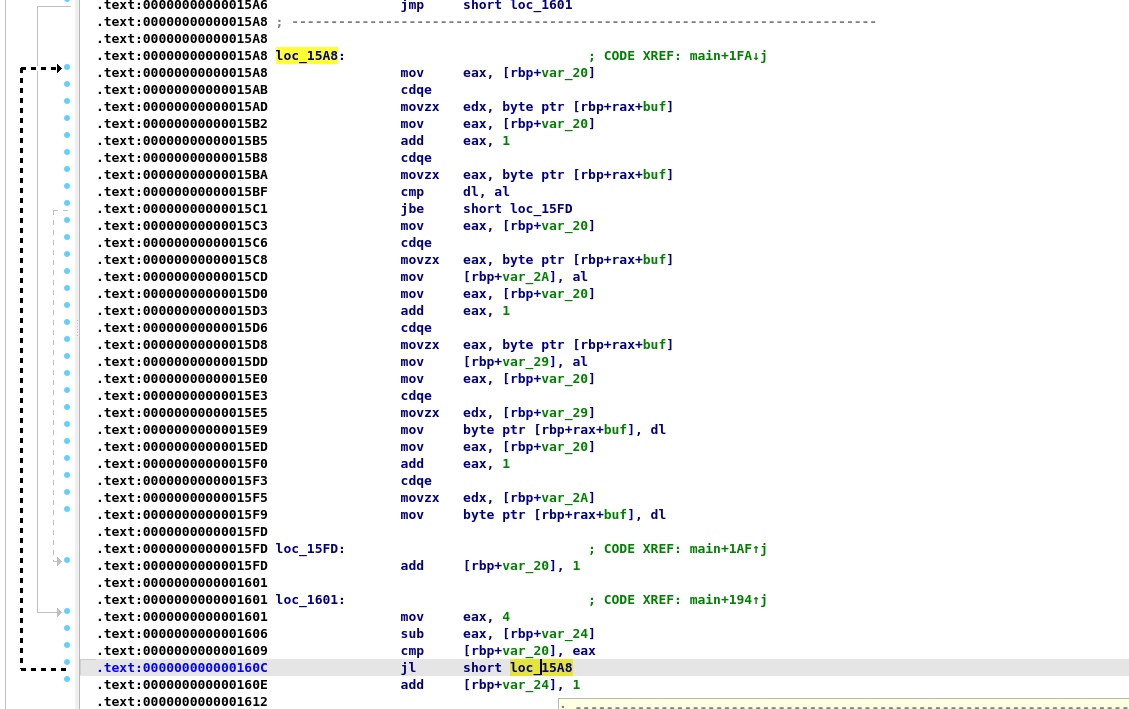 .text:00000000000015A6 jmp short loc_1601
.text:00000000000015A8 ; ---------------------------------------------------------------------------
.text:00000000000015A8
.text:00000000000015A8 loc_15A8: ; CODE XREF: main+1FA↓j
.text:00000000000015A8 mov eax, [rbp+var_20]
.text:00000000000015AB cdqe
.text:00000000000015AD movzx edx, byte ptr [rbp+rax+buf]
.text:00000000000015B2 mov eax, [rbp+var_20]
.text:00000000000015B5 add eax, 1
.text:00000000000015B8 cdqe
.text:00000000000015BA movzx eax, byte ptr [rbp+rax+buf]
.text:00000000000015BF cmp dl, al
.text:00000000000015C1 jbe short loc_15FD
.text:00000000000015C3 mov eax, [rbp+var_20]
.text:00000000000015C6 cdqe
.text:00000000000015C8 movzx eax, byte ptr [rbp+rax+buf]
.text:00000000000015CD mov [rbp+var_2A], al
.text:00000000000015D0 mov eax, [rbp+var_20]
.text:00000000000015D3 add eax, 1
.text:00000000000015D6 cdqe
.text:00000000000015D8 movzx eax, byte ptr [rbp+rax+buf]
.text:00000000000015DD mov [rbp+var_29], al
.text:00000000000015E0 mov eax, [rbp+var_20]
.text:00000000000015E3 cdqe
.text:00000000000015E5 movzx edx, [rbp+var_29]
.text:00000000000015E9 mov byte ptr [rbp+rax+buf], dl
.text:00000000000015ED mov eax, [rbp+var_20]
.text:00000000000015F0 add eax, 1
.text:00000000000015F3 cdqe
.text:00000000000015F5 movzx edx, [rbp+var_2A]
.text:00000000000015F9 mov byte ptr [rbp+rax+buf], dl
.text:00000000000015FD
.text:00000000000015FD loc_15FD: ; CODE XREF: main+1AF↑j
.text:00000000000015FD add [rbp+var_20], 1
.text:0000000000001601
.text:0000000000001601 loc_1601: ; CODE XREF: main+194↑j
.text:0000000000001601 mov eax, 4
.text:0000000000001606 sub eax, [rbp+var_24]
.text:0000000000001609 cmp [rbp+var_20], eax
.text:000000000000160C jl short loc_15A8
.text:000000000000160E add [rbp+var_24], 1
.text:0000000000001612